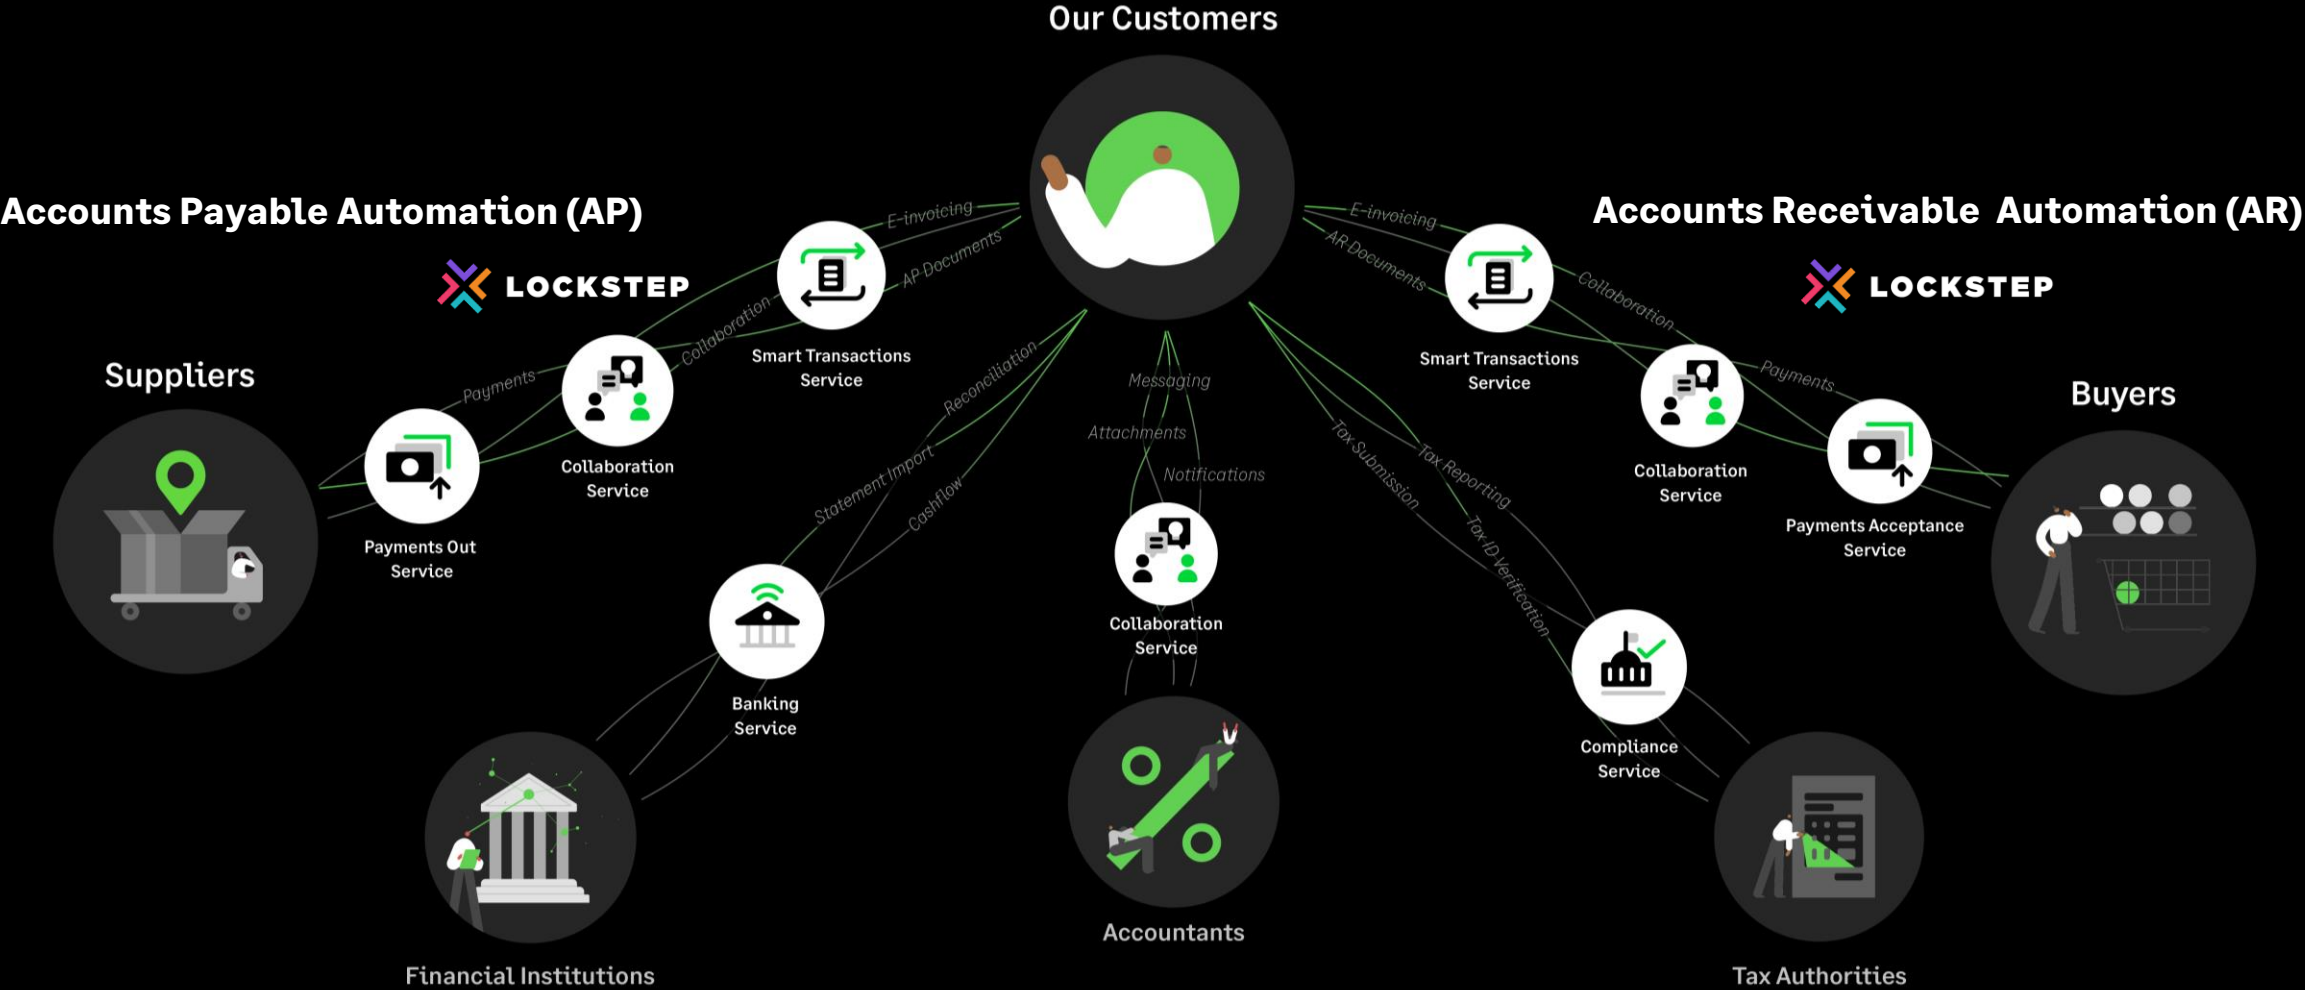 Our Customers
Accounts Payable Automation (AP)
LOCKSTEP
Accounts Receivable Automation (AR)
LOCKSTEP
E-invoicing
AP Documents
Collaboration
Payments
Smart Transactions
Service
Collaboration
Service
Payments Out
Service
Suppliers
E-invoicing
AR Documents
Collaboration
Payments
Smart Transactions
Service
Collaboration
Service
Payments Acceptance
Service
Buyers
Reconciliation
Statement Import
Cashflow
Banking
Service
Financial Institutions
Messaging
Attachments
Notifications
Collaboration
Service
Accountants
Tax Submission
Tax Reporting
Tax ID Verification
Compliance
Service
Tax Authorities